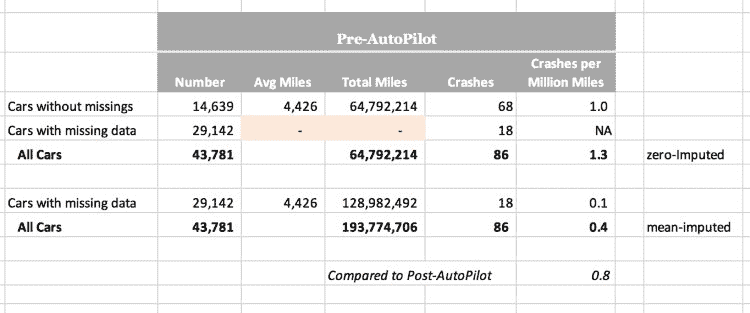 Pre-AutoPilot
Crashes per
Number Avg Miles Total Miles Crashes Million Miles
Cars without missings 14,639 4,426 64,792,214 68 1.0
Cars with missing data 29,142 - - 18 NA
All Cars 43,781 64,792,214 86 1.3 zero-Imputed
Cars with missing data 29,142 4,426 128,982,492 18 0.1
All Cars 43,781 193,774,706 86 0.4 mean-imputed
Compared to Post-AutoPilot 0.8